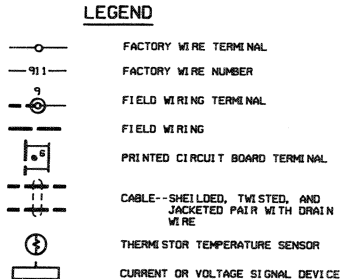 LEGEND
FACTORY WIRE TERMINAL
911 FACTORY WIRE NUMBER
9
FIELD WIRING TERMINAL
FIELD WIRING
6 PRINTED CIRCUIT BOARD TERMINAL
CABLE--SHEILDED, TWISTED, AND
JACKETED PAIR WITH DRAIN
WIRE
THERMISTOR TEMPERATURE SENSOR
CURRENT OR VOLTAGE SIGNAL DEVICE